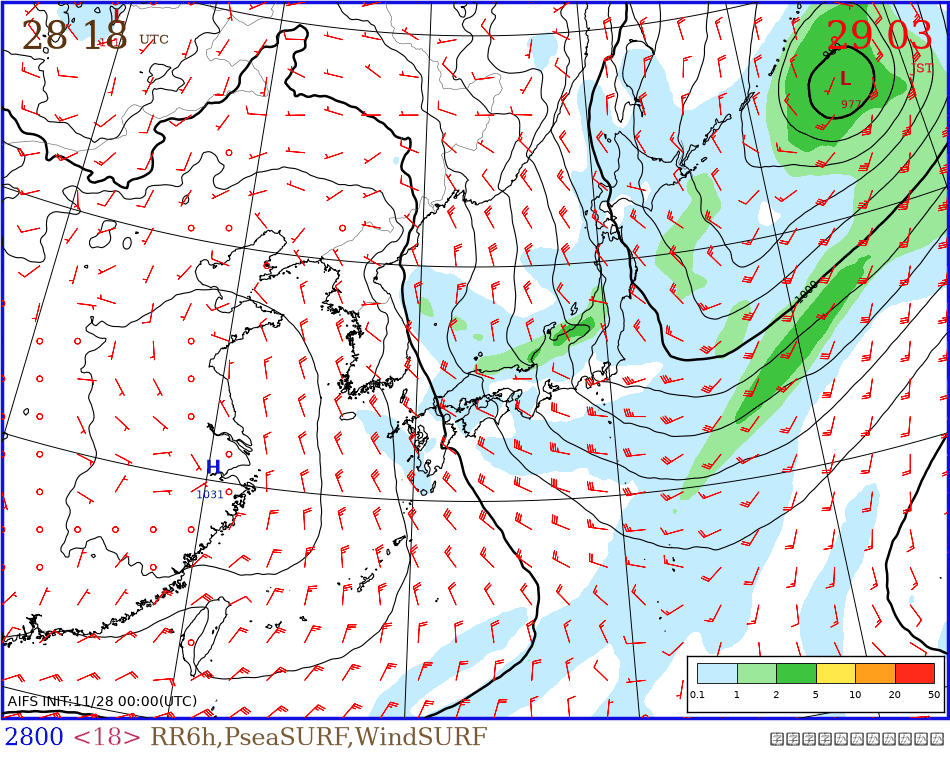 28 18 UTC
29 03
JST
L
977
1000
H
1031
0.1 1 2 5 10 20 50
AIFS INIT:11/28 00:00(UTC)
2800 <18> RR6h,PseaSURF,WindSURF